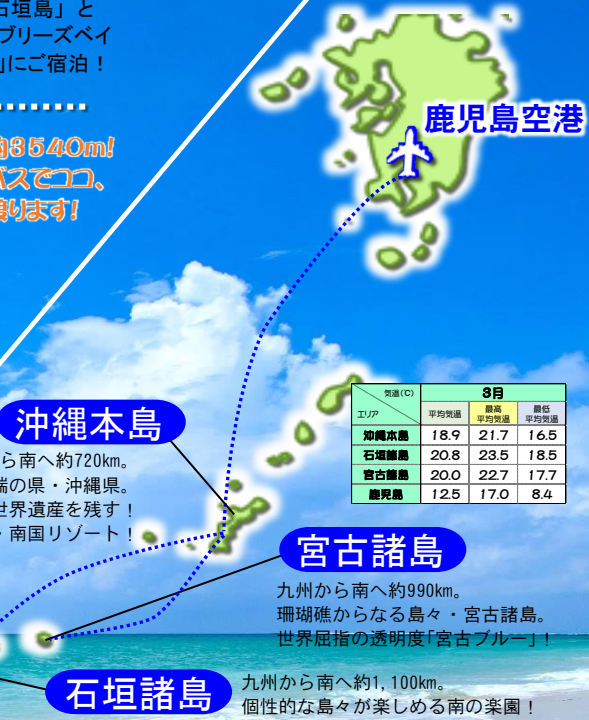 石垣島」と
ブリーズベイ
」にご宿泊！
約3540m!
バスでココ、
渡ります!
鹿児島空港
気温(℃)
3月
エリア
平均気温 最高平均気温 最低平均気温
沖縄本島 18.9 21.7 16.5
石垣諸島 20.8 23.5 18.5
宮古諸島 20.0 22.7 17.7
鹿児島 12.5 17.0 8.4
沖縄本島
ら南へ約720km。
端の県・沖縄県。
世界遺産を残す！
・南国リゾート！
宮古諸島
九州から南へ約990km。
珊瑚礁からなる島々・宮古諸島。
世界屈指の透明度「宮古ブルー」！
石垣諸島
九州から南へ約1,100km。
個性的な島々が楽しめる南の楽園！